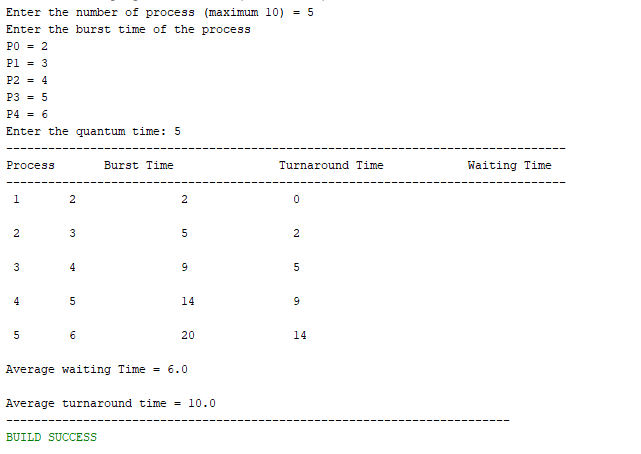 Enter the number of process (maximum 10) = 5
Enter the burst time of the process
P0 = 2
P1 = 3
P2 = 4
P3 = 5
P4 = 6
Enter the quantum time: 5
--------------------------------------------------------------------------------
Process Burst Time Turnaround Time Waiting Time
--------------------------------------------------------------------------------
1 2 2 0
2 3 5 2
3 4 9 5
4 5 14 9
5 6 20 14
Average waiting Time = 6.0
Average turnaround time = 10.0
------------------------------------------------------------------------
BUILD SUCCESS